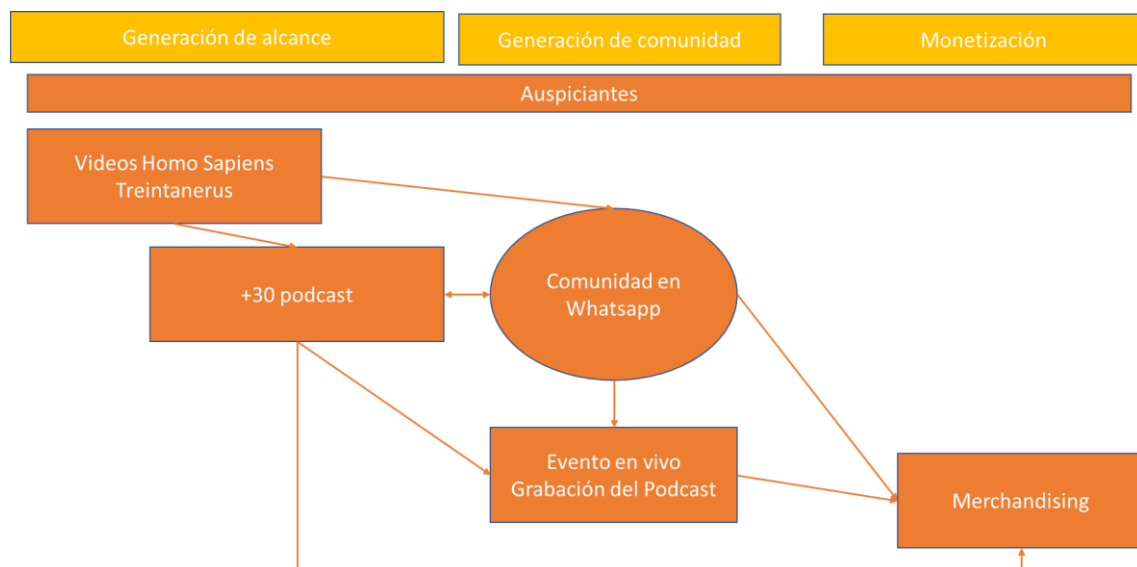 Generación de alcance
Generación de comunidad
Monetización
Auspiciantes
Videos Homo Sapiens
Treintanerus
+30 podcast
Comunidad en
Whatsapp
Evento en vivo
Grabación del Podcast
Merchandising